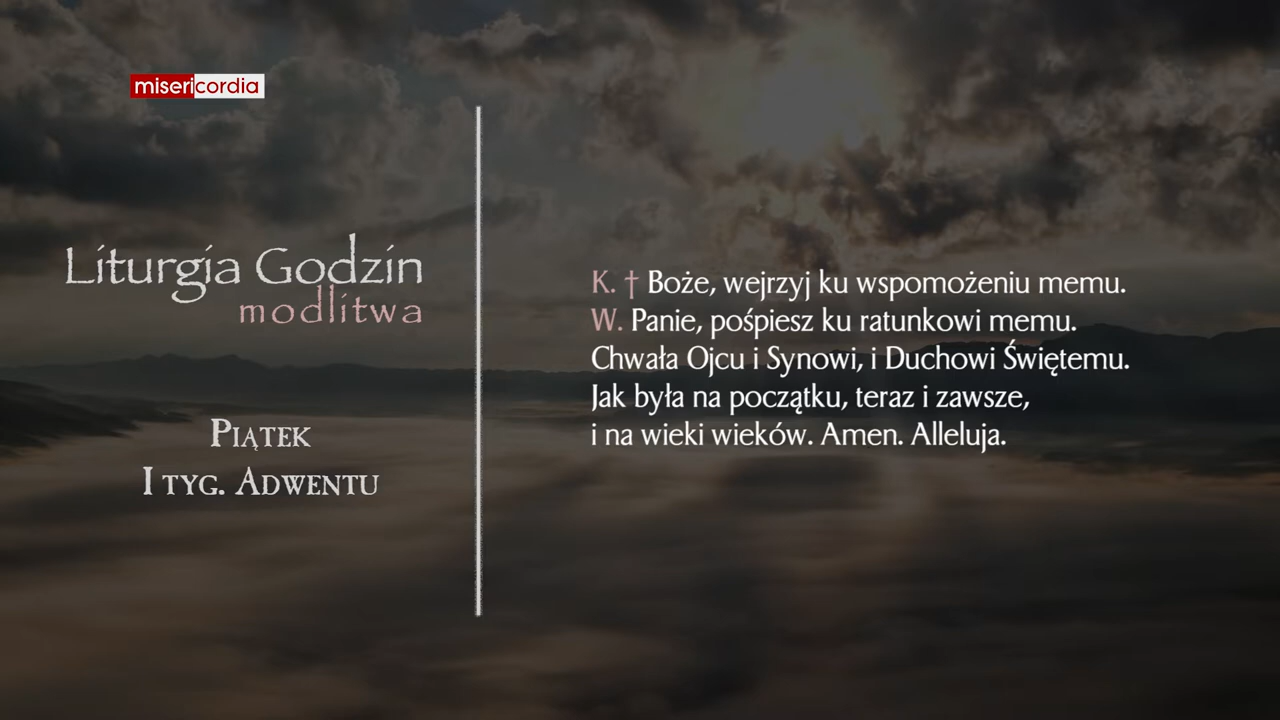 misericordia
Liturgia Godzin
modlitwa
Piątek
I tyg. Adwentu
K. † Boże, wejrzyj ku wspomożeniu memu.
W. Panie, pośpiesz ku ratunkowi memu.
Chwała Ojcu i Synowi, i Duchowi Świętemu.
Jak była na początku, teraz i zawsze,
i na wieki wieków. Amen. Alleluja.